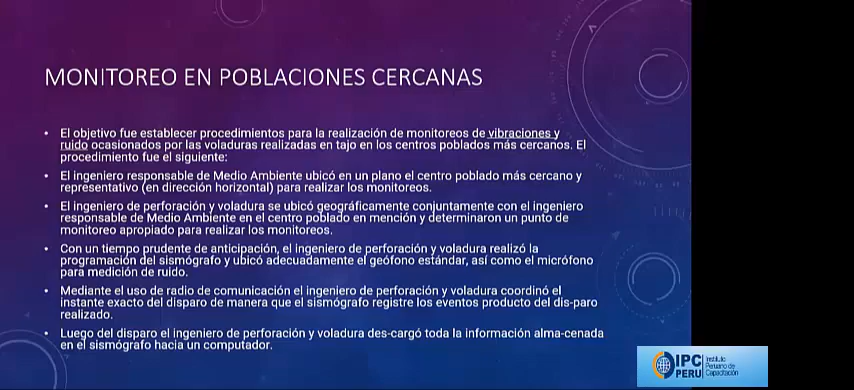 MONITOREO EN POBLACIONES CERCANAS
• El objetivo fue establecer procedimientos para la realización de monitoreos de vibraciones y
ruido ocasionados por las voladuras realizadas en tajo en los centros poblados más cercanos. El
procedimiento fue el siguiente:
• El ingeniero responsable de Medio Ambiente ubicó en un plano el centro poblado más cercano y
representativo (en dirección horizontal) para realizar los monitoreos.
• El ingeniero de perforación y voladura se ubicó geográficamente conjuntamente con el ingeniero
responsable de Medio Ambiente en el centro poblado en mención y determinaron un punto de
monitoreo apropiado para realizar los monitoreos.
• Con un tiempo prudente de anticipación, el ingeniero de perforación y voladura realizó la
programación del sismógrafo y ubicó adecuadamente el geófono estándar, así como el micrófono
para medición de ruido.
• Mediante el uso de radio de comunicación el ingeniero de perforación y voladura coordinó el
instante exacto del disparo de manera que el sismógrafo registre los eventos producto del dis-paro
realizado.
• Luego del disparo el ingeniero de perforación y voladura des-cargó toda la información alma-cenada
en el sismógrafo hacia un computador.
IPC
PERU
Instituto
Peruano de
Capacitación